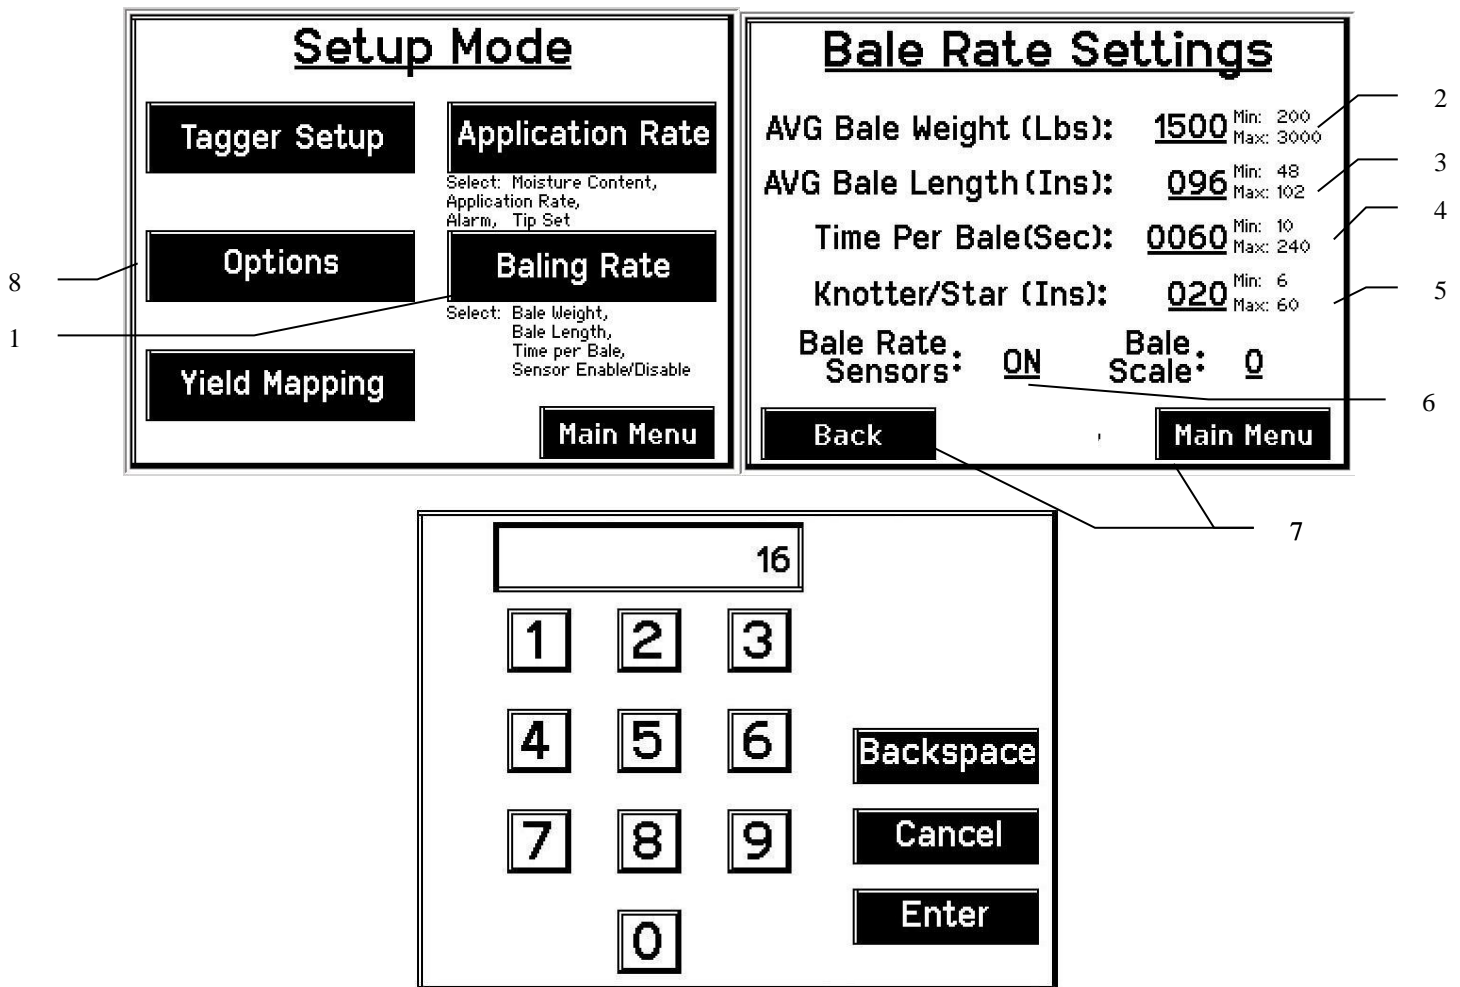 Setup Mode
Tagger Setup
Application Rate
Select: Moisture Content,
Application Rate,
Alarm, Tip Set
Options
Baling Rate
Select: Bale Weight,
Bale Length,
Time per Bale,
Sensor Enable/Disable
Yield Mapping
Main Menu
8
1
Bale Rate Settings
AVG Bale Weight (Lbs): 1500 Min: 200
Max: 3000
AVG Bale Length (Ins): 096 Min: 48
Max: 102
Time Per Bale(Sec): 0060 Min: 10
Max: 240
Knotter/Star (Ins): 020 Min: 6
Max: 60
Bale Rate
Sensors: ON
Bale
Scale: 0
Back
Main Menu
2
3
4
5
6
7
16
1 2 3
4 5 6
Backspace
7 8 9
Cancel
Enter
0